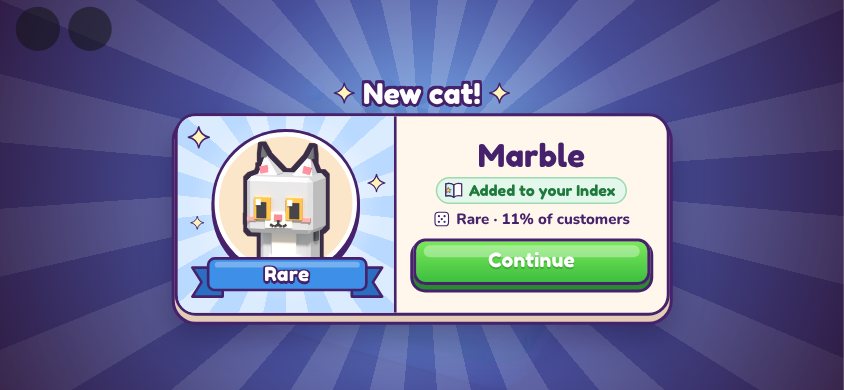 New cat!
Rare
Marble
Added to your Index
Rare · 11% of customers
Continue